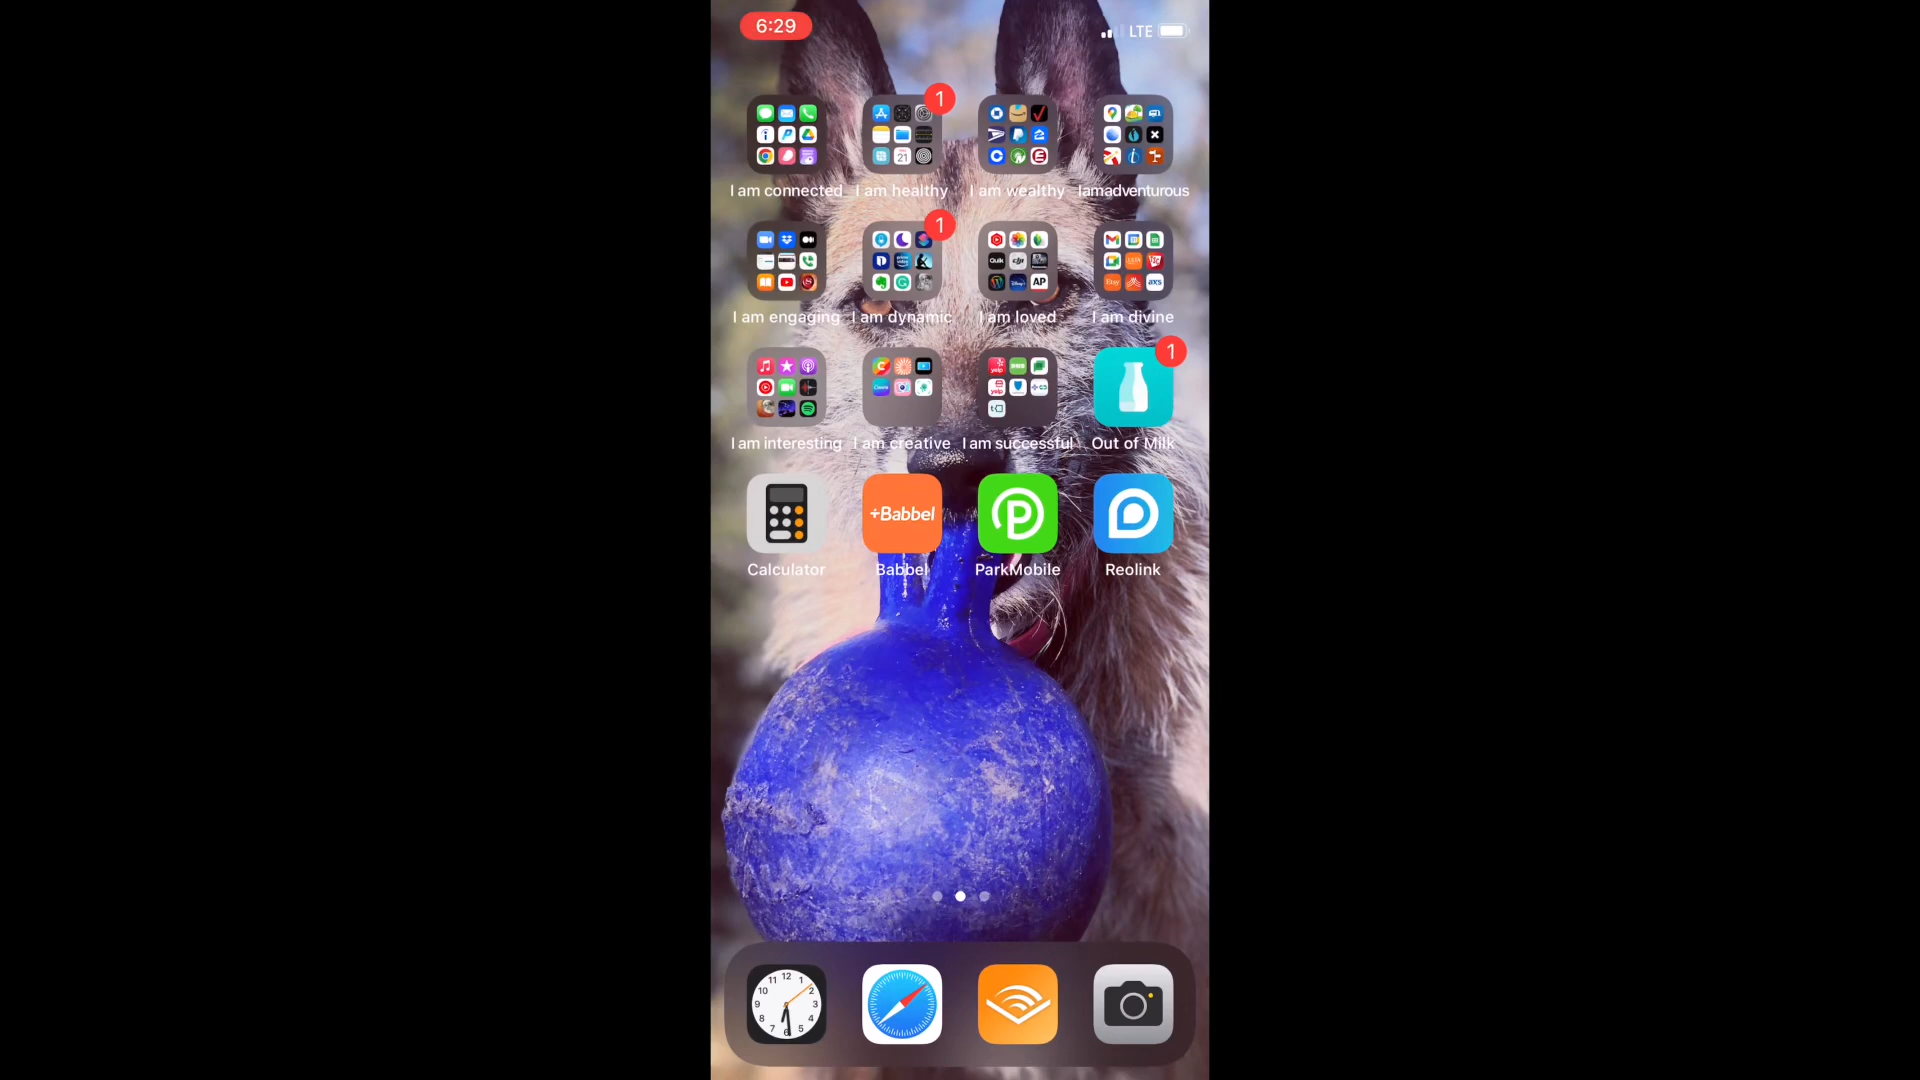 6:29 LTE
1
I am connected I am healthy I am wealthy Iamadventurous
1
I am engaging I am dynamic I am loved I am divine
1
I am interesting I am creative I am successful Out of Milk
+Babbel
Calculator Babbel ParkMobile Reolink